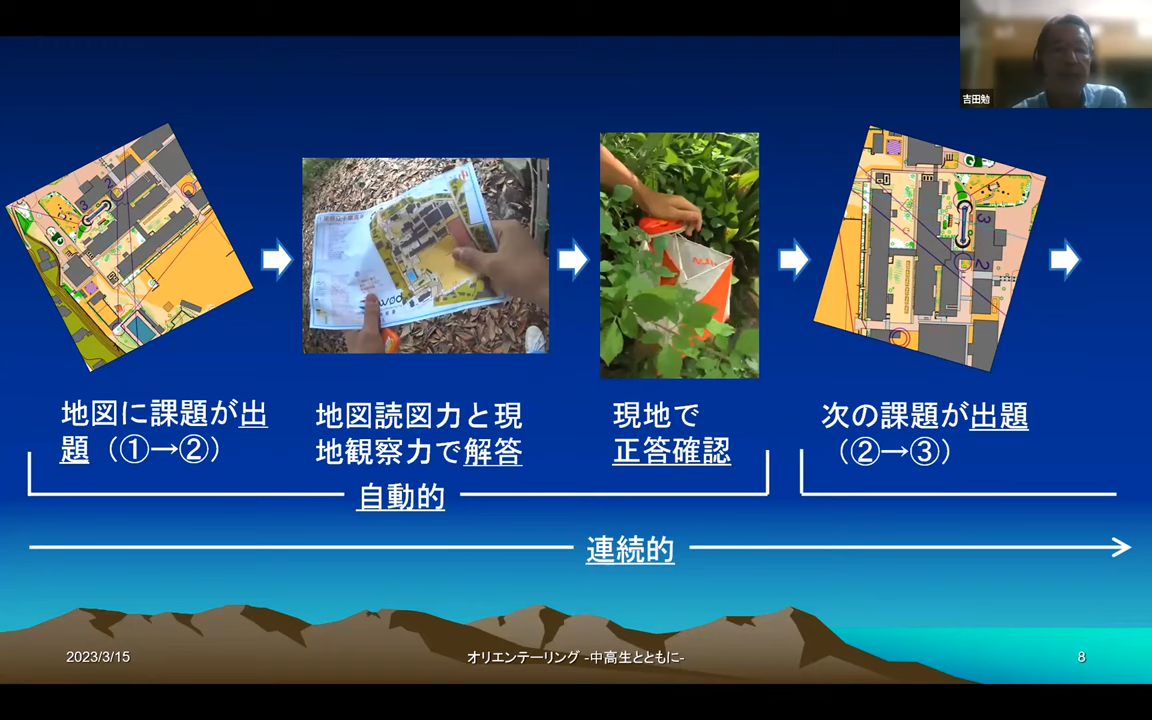 吉田勉
地図に課題が出
題（①→②）
地図読図力と現
地観察力で解答
現地で
正答確認
次の課題が出題
（②→③）
自動的
連続的
2023/3/15
オリエンテーリング -中高生とともに-
8